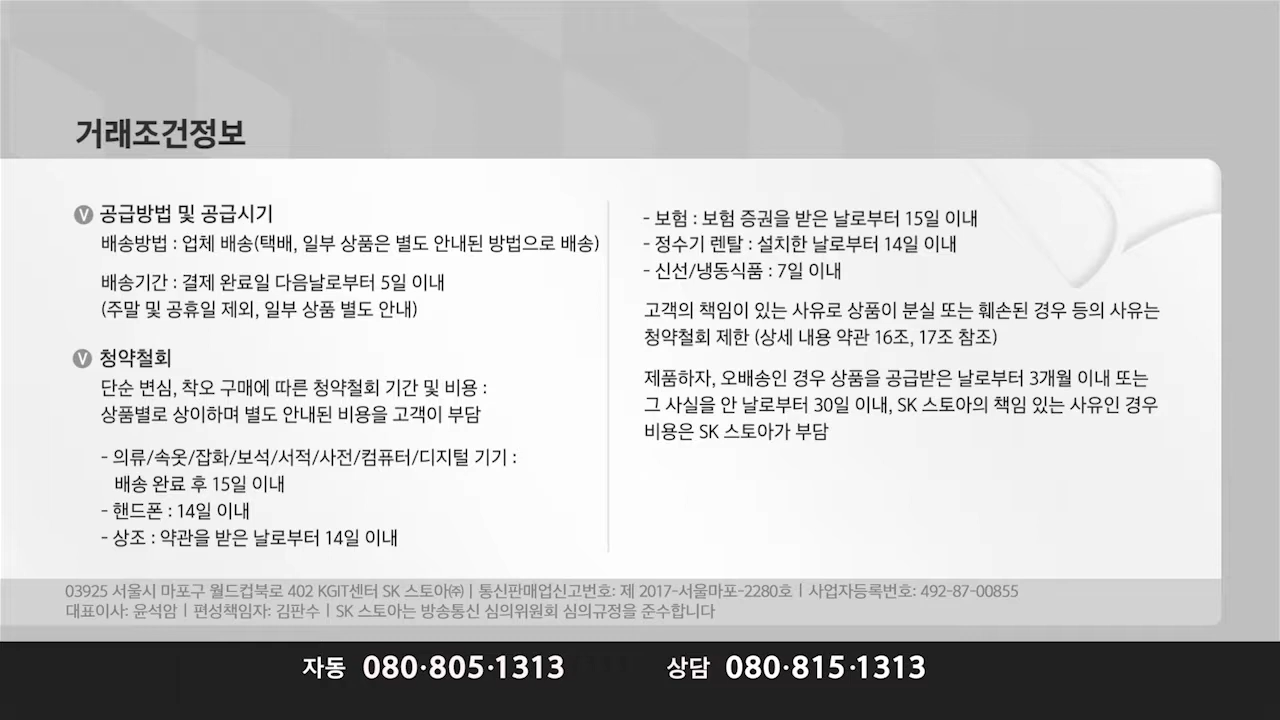 거래조건정보
V 공급방법 및 공급시기
배송방법 : 업체 배송(택배, 일부 상품은 별도 안내된 방법으로 배송)
배송기간 : 결제 완료일 다음날로부터 5일 이내
(주말 및 공휴일 제외, 일부 상품 별도 안내)
V 청약철회
단순 변심, 착오 구매에 따른 청약철회 기간 및 비용 :
상품별로 상이하며 별도 안내된 비용을 고객이 부담
- 의류/속옷/잡화/보석/서적/사전/컴퓨터/디지털 기기 :
배송 완료 후 15일 이내
- 핸드폰 : 14일 이내
- 상조 : 약관을 받은 날로부터 14일 이내
- 보험 : 보험 증권을 받은 날로부터 15일 이내
- 정수기 렌탈 : 설치한 날로부터 14일 이내
- 신선/냉동식품 : 7일 이내
고객의 책임이 있는 사유로 상품이 분실 또는 훼손된 경우 등의 사유는
청약철회 제한 (상세 내용 약관 16조, 17조 참조)
제품하자, 오배송인 경우 상품을 공급받은 날로부터 3개월 이내 또는
그 사실을 안 날로부터 30일 이내, SK 스토아의 책임 있는 사유인 경우
비용은 SK 스토아가 부담
03925 서울시 마포구 월드컵북로 402 KGIT센터 SK 스토아㈜ | 통신판매업신고번호: 제 2017-서울마포-2280호 | 사업자등록번호: 492-87-00855
대표이사: 윤석암 | 편성책임자: 김판수 | SK 스토아는 방송통신 심의위원회 심의규정을 준수합니다
자동 080·805·1313 상담 080·815·1313